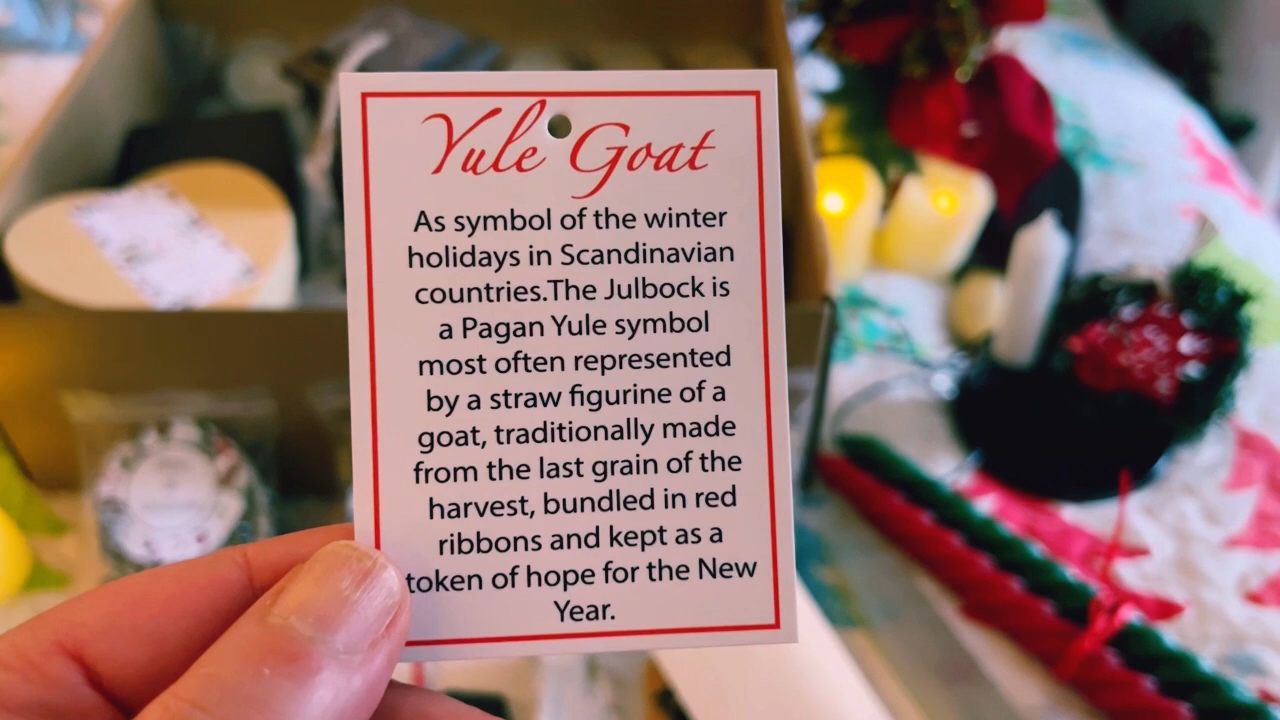 Yule Goat
As symbol of the winter
holidays in Scandinavian
countries.The Julbock is
a Pagan Yule symbol
most often represented
by a straw figurine of a
goat, traditionally made
from the last grain of the
harvest, bundled in red
ribbons and kept as a
token of hope for the New
Year.